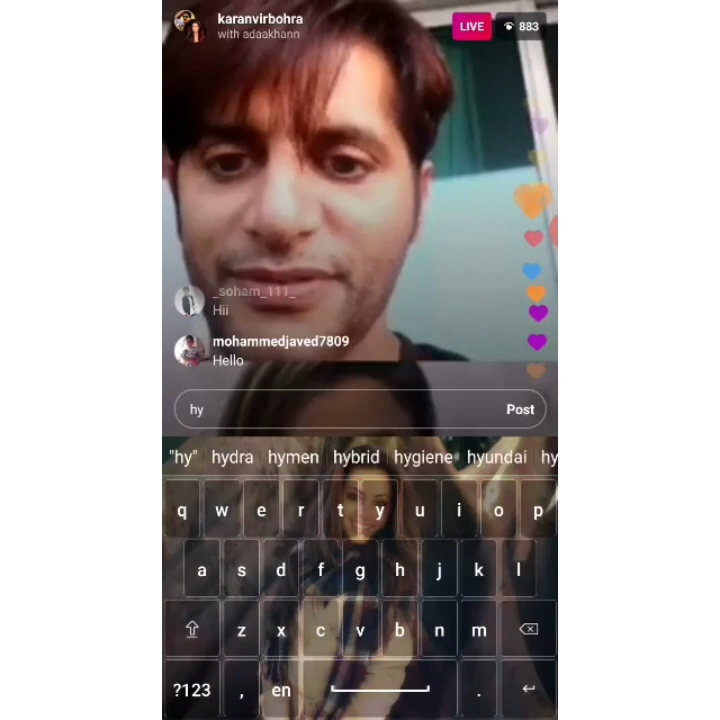 karanvirbohra
with adaakhann
LIVE 883
_soham_111_
Hii
mohammedjaved7809
Hello
hy Post
"hy" hydra hymen hybrid hygiene hyundai hy
q w e r t y u i o p
a s d f g h j k l
z x c v b n m
?123 , en .